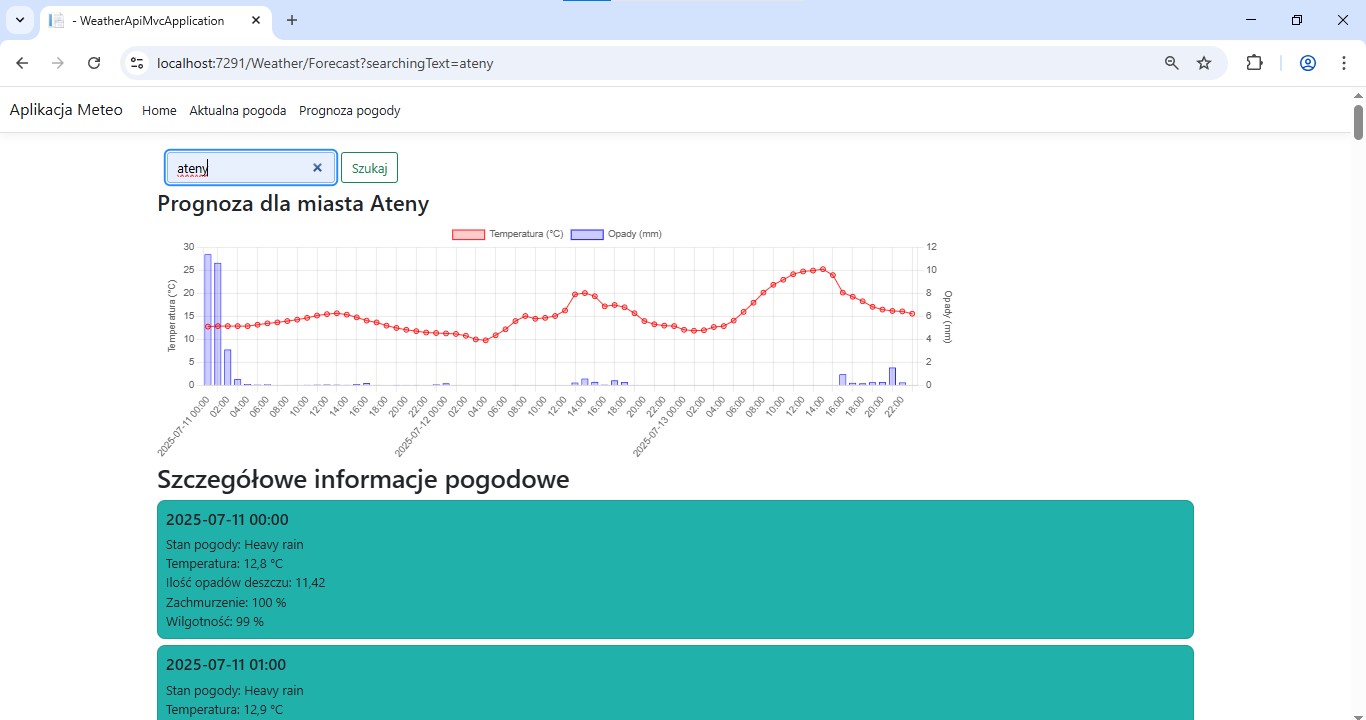 - WeatherApiMvcApplication
localhost:7291/Weather/Forecast?searchingText=ateny
Aplikacja Meteo Home Aktualna pogoda Prognoza pogody
ateny Szukaj
Prognoza dla miasta Ateny
Temperatura (°C) Opady (mm)
Temperatura (°C)
30
25
20
15
10
5
0
12
10
8
6
4
2
0
Opady (mm)
2025-07-11 00:00 02:00 04:00 06:00 08:00 10:00 12:00 14:00 16:00 18:00 20:00 22:00 2025-07-12 00:00 02:00 04:00 06:00 08:00 10:00 12:00 14:00 16:00 18:00 20:00 22:00 2025-07-13 00:00 02:00 04:00 06:00 08:00 10:00 12:00 14:00 16:00 18:00 20:00 22:00
Szczegółowe informacje pogodowe
2025-07-11 00:00
Stan pogody: Heavy rain
Temperatura: 12,8 °C
Ilość opadów deszczu: 11,42
Zachmurzenie: 100 %
Wilgotność: 99 %
2025-07-11 01:00
Stan pogody: Heavy rain
Temperatura: 12,9 °C